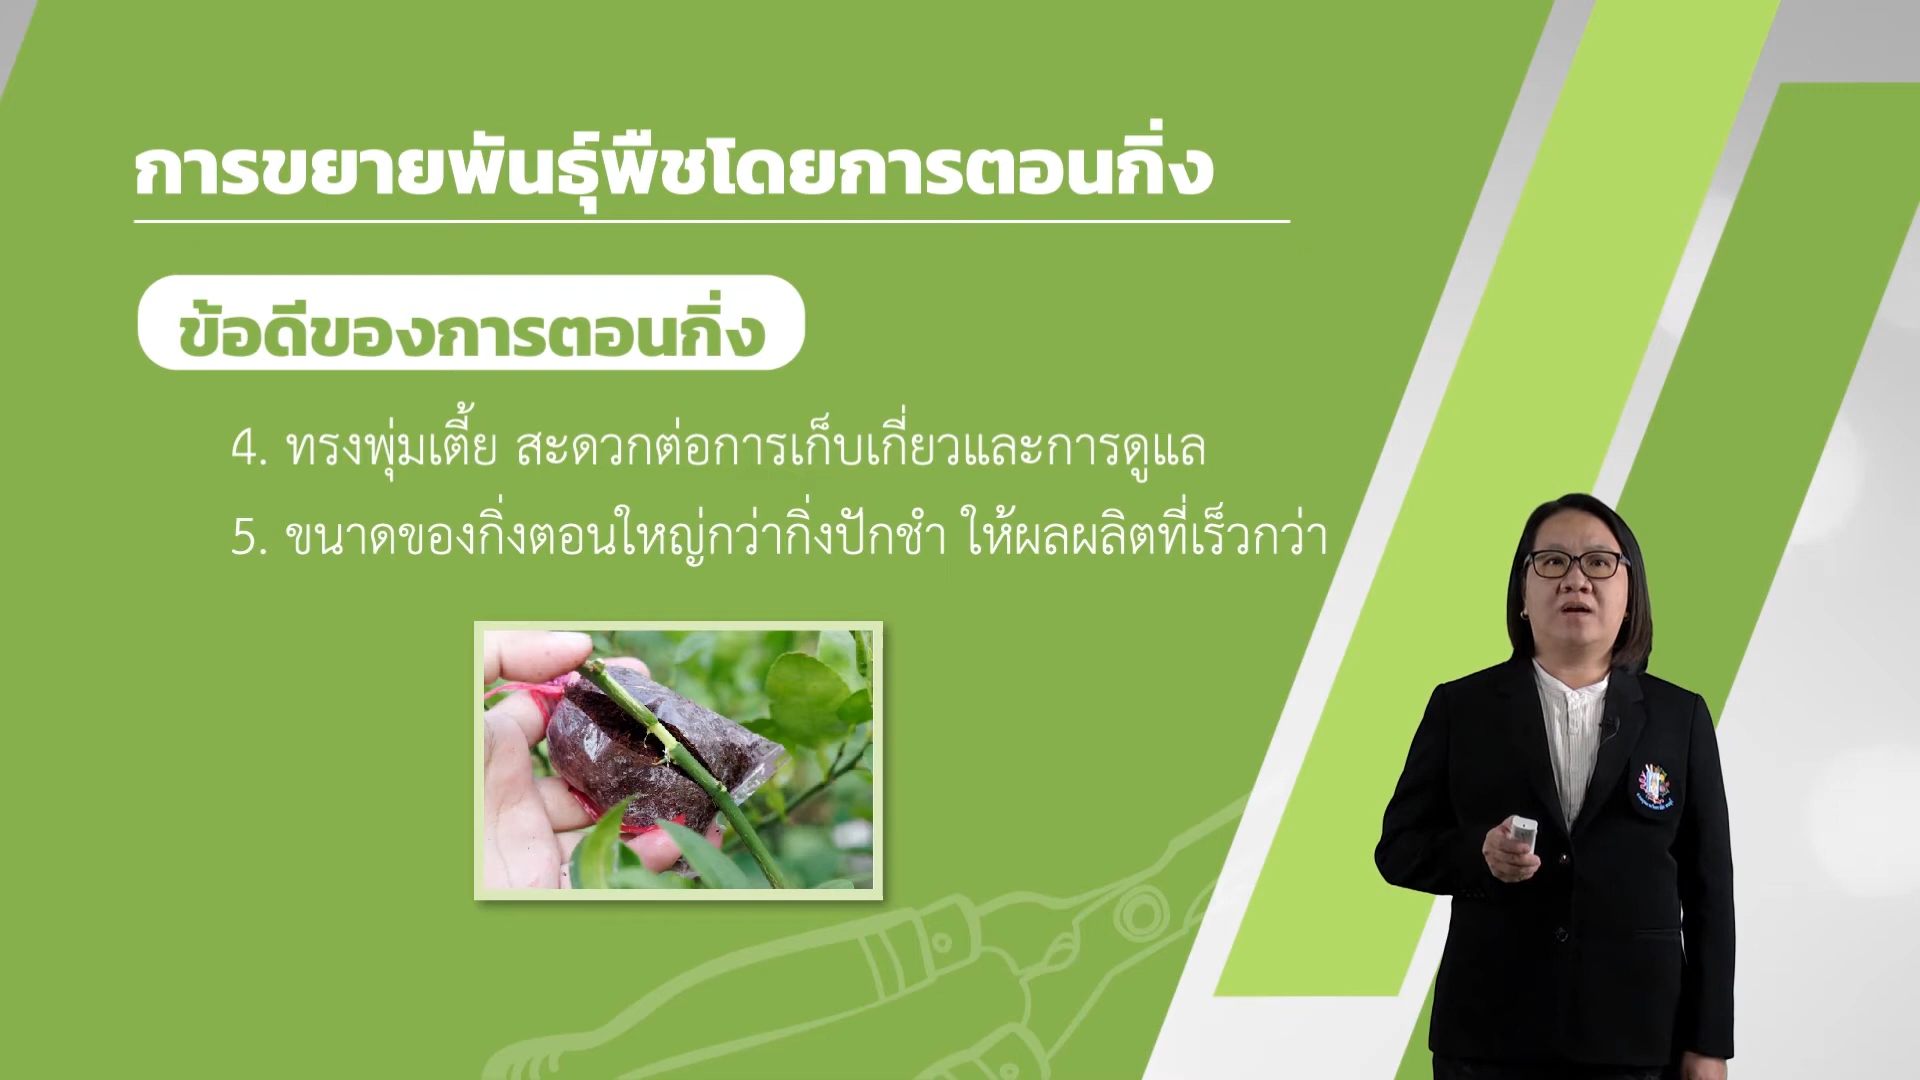 การขยายพันธุ์พืชโดยการตอนกิ่ง
ข้อดีของการตอนกิ่ง
4. ทรงพุ่มเตี้ย สะดวกต่อการเก็บเกี่ยวและการดูแล
5. ขนาดของกิ่งตอนใหญ่กว่ากิ่งปักชำ ให้ผลผลิตที่เร็วกว่า